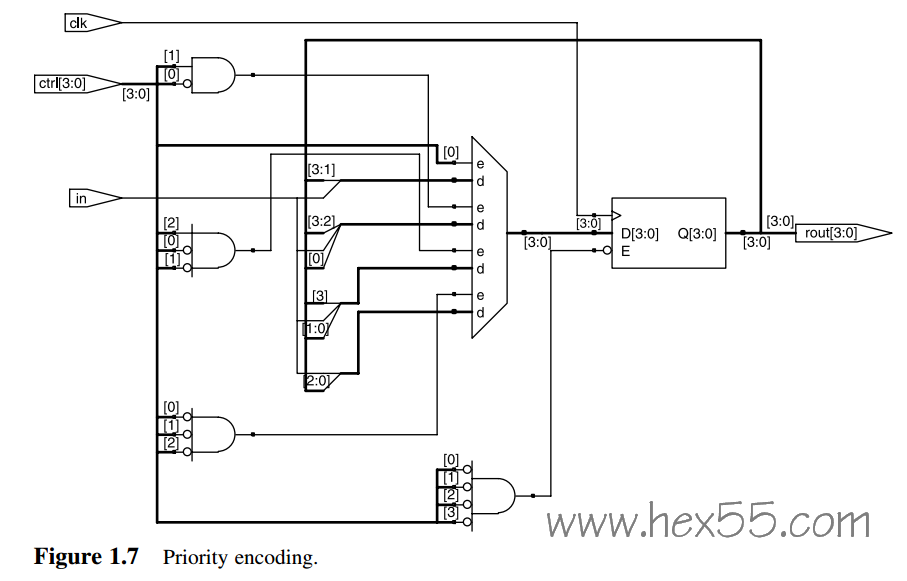 clk
[1]
[0]
ctrl[3:0]
[3:0]
[0]
e
[3:1]
d
in
e
[3:2]
d
[2]
[0]
[1]
[0]
e
d
[3]
[1:0]
e
d
[2:0]
[3:0]
[3:0]
D[3:0]
Q[3:0]
E
[3:0]
[3:0]
rout[3:0]
[0]
[1]
[2]
[0]
[1]
[2]
[3]
www.hex55.com
Figure 1.7 Priority encoding.